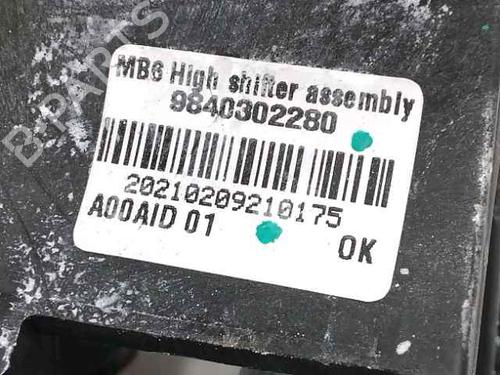 MB6 High shifter assembly
9840302280
20210209210175
A00AID 01
OK
B-PARTS